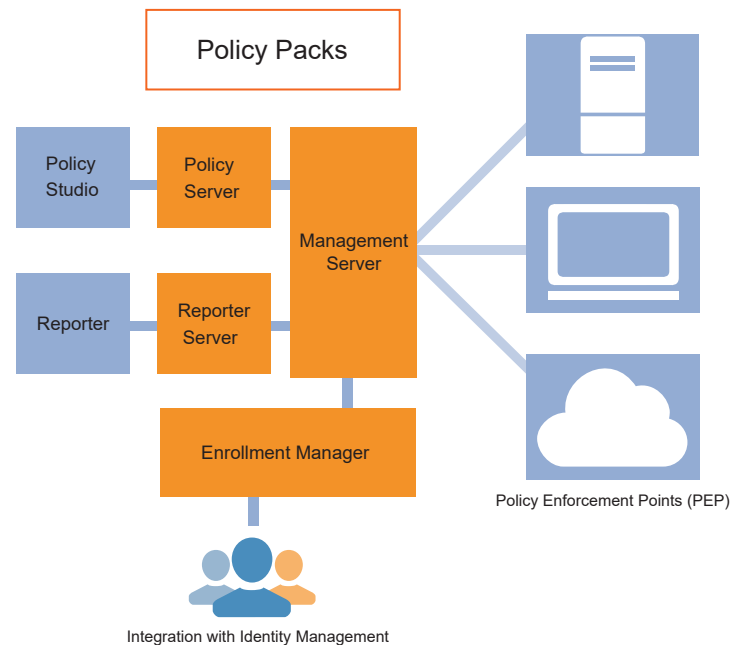 Policy Packs
Policy
Studio
Policy
Server
Management
Server
Reporter
Reporter
Server
Enrollment Manager
Policy Enforcement Points (PEP)
Integration with Identity Management